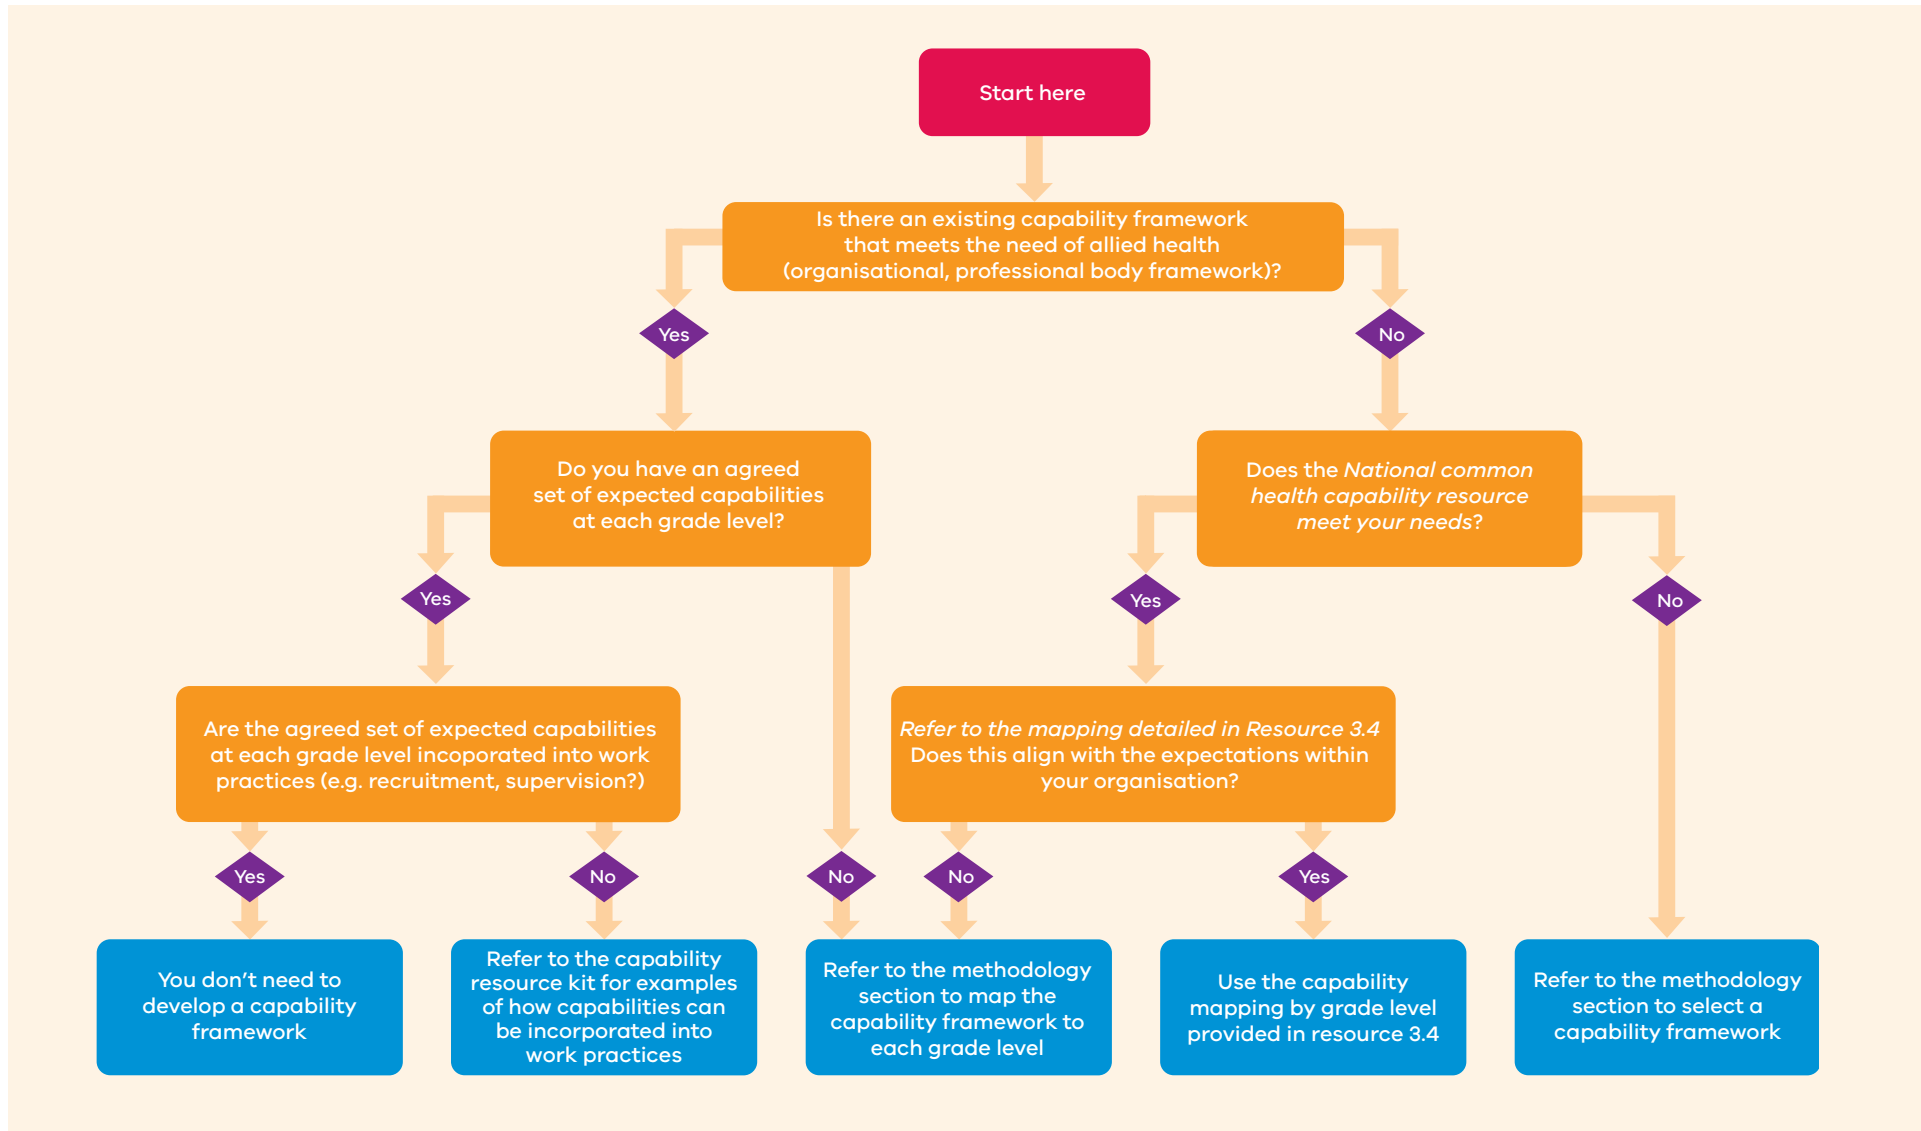 Start here
Is there an existing capability framework
that meets the need of allied health
(organisational, professional body framework)?
Yes
No
Do you have an agreed
set of expected capabilities
at each grade level?
Does the National common
health capability resource
meet your needs?
Yes
Yes
No
Are the agreed set of expected capabilities
at each grade level incoporated into work
practices (e.g. recruitment, supervision?)
Refer to the mapping detailed in Resource 3.4
Does this align with the expectations within
your organisation?
Yes
No
No
No
Yes
You don’t need to
develop a capability
framework
Refer to the capability
resource kit for examples
of how capabilities can
be incorporated into
work practices
Refer to the methodology
section to map the
capability framework to
each grade level
Use the capability
mapping by grade level
provided in resource 3.4
Refer to the methodology
section to select a
capability framework